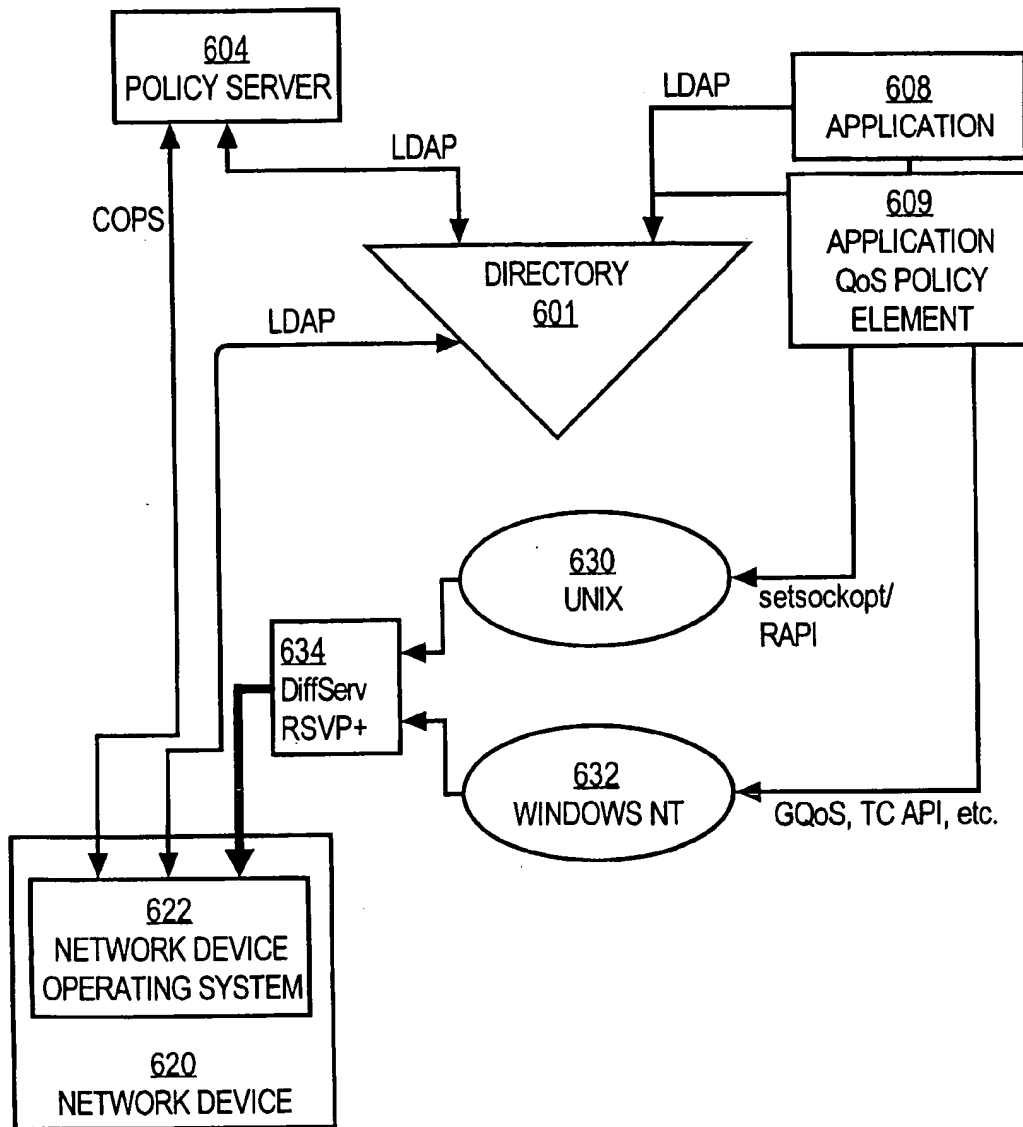 604
POLICY SERVER
LDAP
608
APPLICATION
LDAP
COPS
609
APPLICATION
QoS POLICY
ELEMENT
DIRECTORY
601
LDAP
630
UNIX
setsockopt/
RAPI
634
DiffServ
RSVP+
632
WINDOWS NT
GQoS, TC API, etc.
622
NETWORK DEVICE
OPERATING SYSTEM
620
NETWORK DEVICE